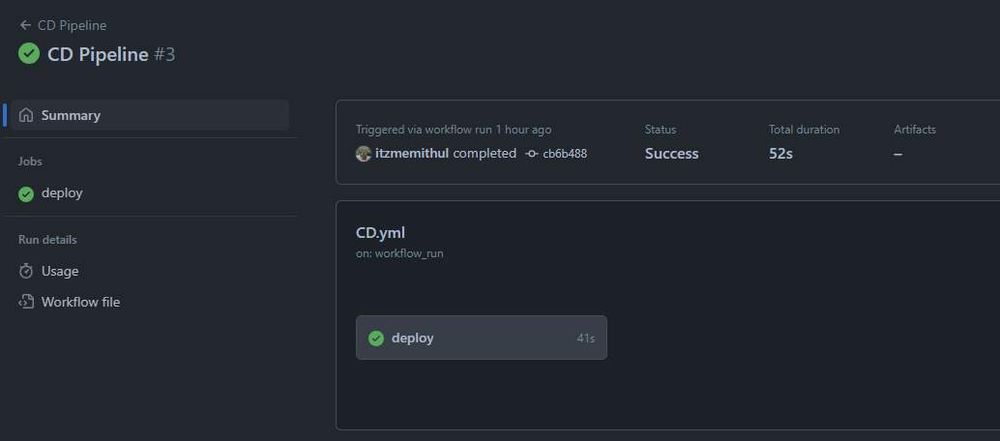 ← CD Pipeline
CD Pipeline #3
Summary
Jobs
deploy
Run details
Usage
Workflow file
Triggered via workflow run 1 hour ago
itzmemithul completed cb6b488
Status
Success
Total duration
52s
Artifacts
–
CD.yml
on: workflow_run
deploy 41s